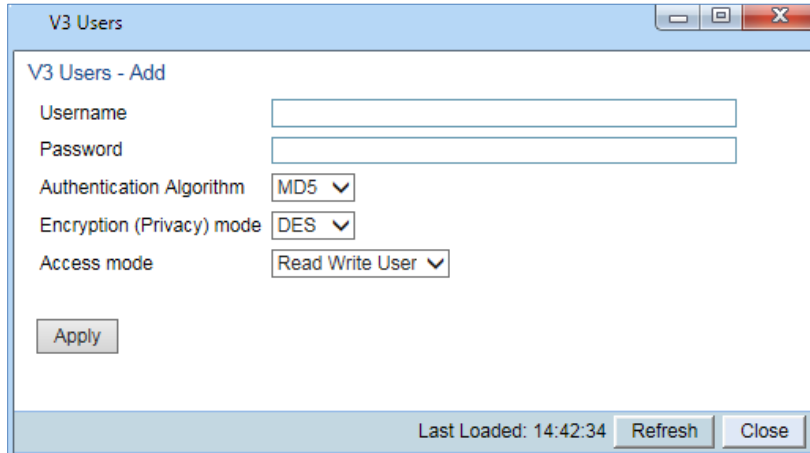 V3 Users
V3 Users - Add
Username
Password
Authentication Algorithm MD5
Encryption (Privacy) mode DES
Access mode Read Write User
Apply
Last Loaded: 14:42:34 Refresh Close